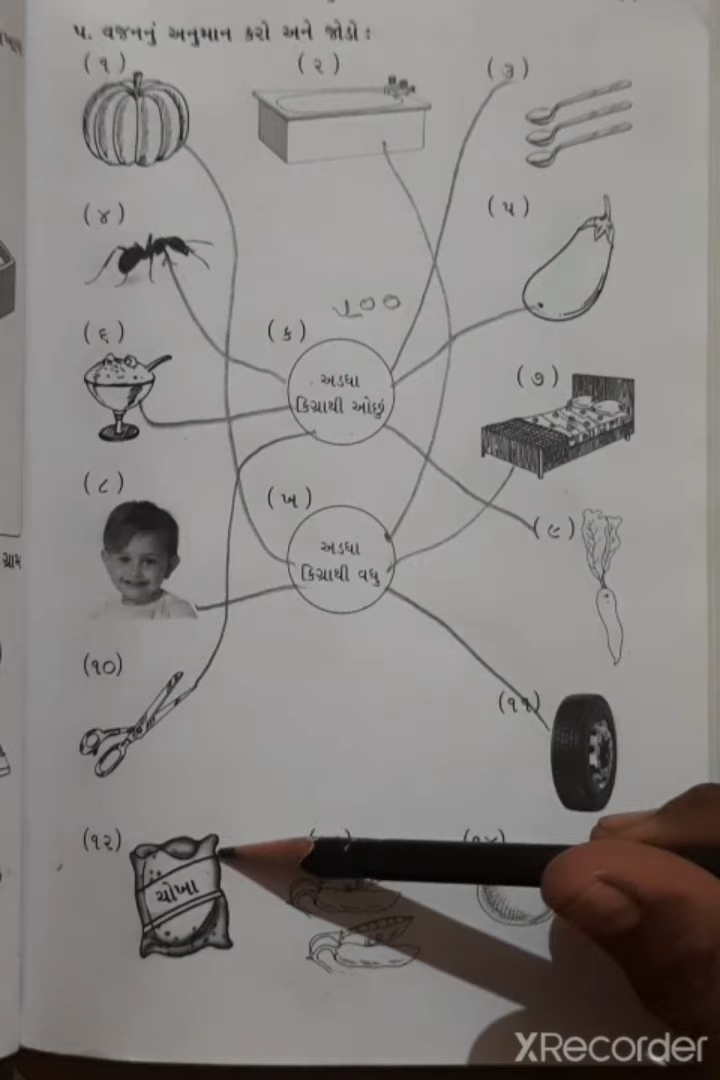 ૫. વજનનું અનુમાન કરો અને જોડો :
(૧)
(૨)
(૩)
(૪)
(૫)
૫૦૦
(૬)
(ક)
અડધા
કિગ્રાથી ઓછું
(૭)
(૮)
(ખ)
અડધા
કિગ્રાથી વધુ
(૯)
ગ્રામ
(૧૦)
(૧૧)
(૧૨)
ચોખા
XRecorder